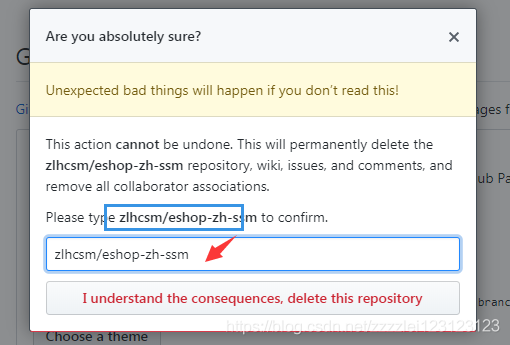 Are you absolutely sure?
×
Unexpected bad things will happen if you don't read this!
Gi
ges f
This action cannot be undone. This will permanently delete the
zlhcsm/eshop-zh-ssm repository, wiki, issues, and comments, and
remove all collaborator associations.
ub Pa
Please type zlhcsm/eshop-zh-ssm to confirm.
zlhcsm/eshop-zh-ssm
I understand the consequences, delete this repository
branc
Choose a theme
https://blog.csdn.net/zzzzlei123123123